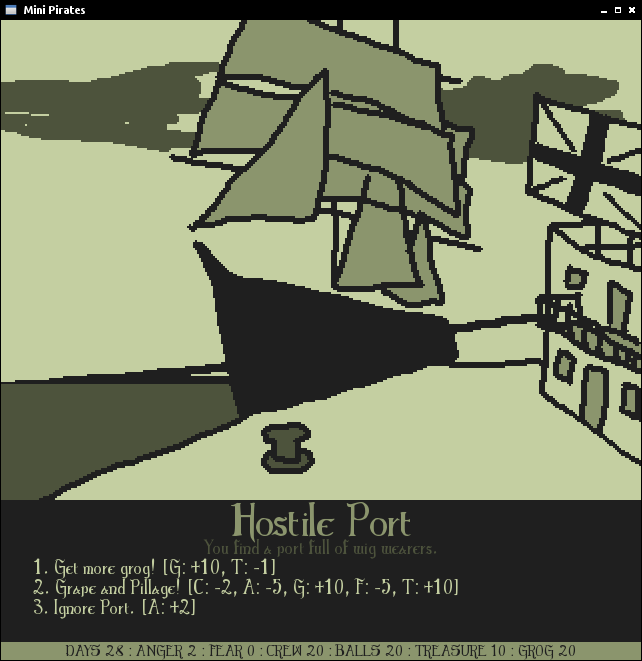 Mini Pirates
Hostile Port
You find a port full of wig wearers.
1. Get more grog! [G: +10, T: -1]
2. Grape and Pillage! [C: -2, A: -5, G: +10, F: -5, T: +10]
3. Ignore Port. [A: +2]
DAYS 28 : ANGER 2 : FEAR 0 : CREW 20 : BALLS 20 : TREASURE 10 : GROG 20